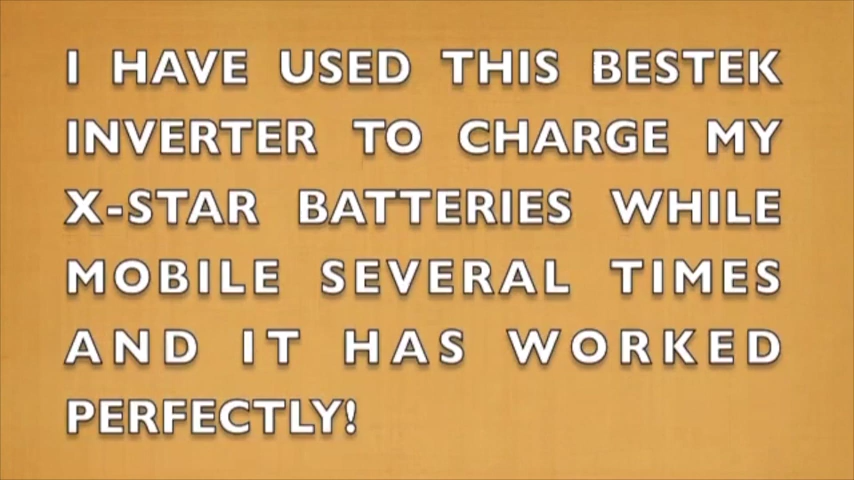 I HAVE USED THIS BESTEK
INVERTER TO CHARGE MY
X-STAR BATTERIES WHILE
MOBILE SEVERAL TIMES
AND IT HAS WORKED
PERFECTLY!